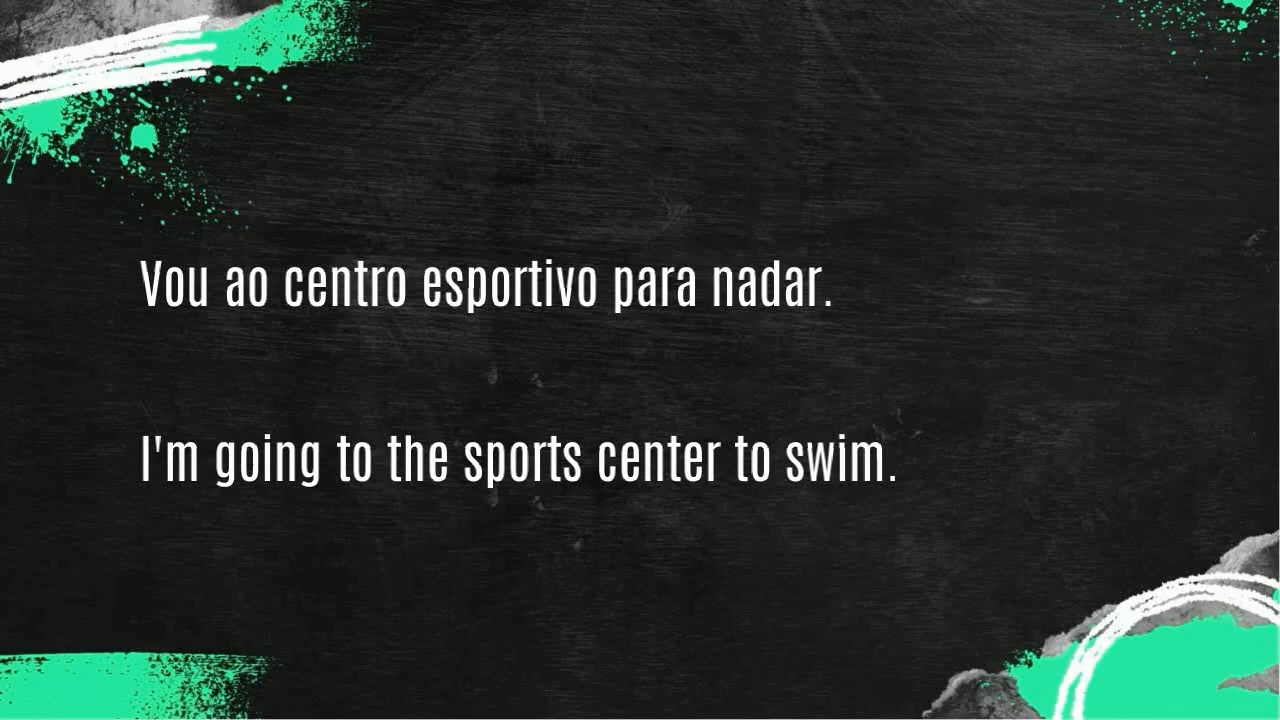 Vou ao centro esportivo para nadar.
I'm going to the sports center to swim.